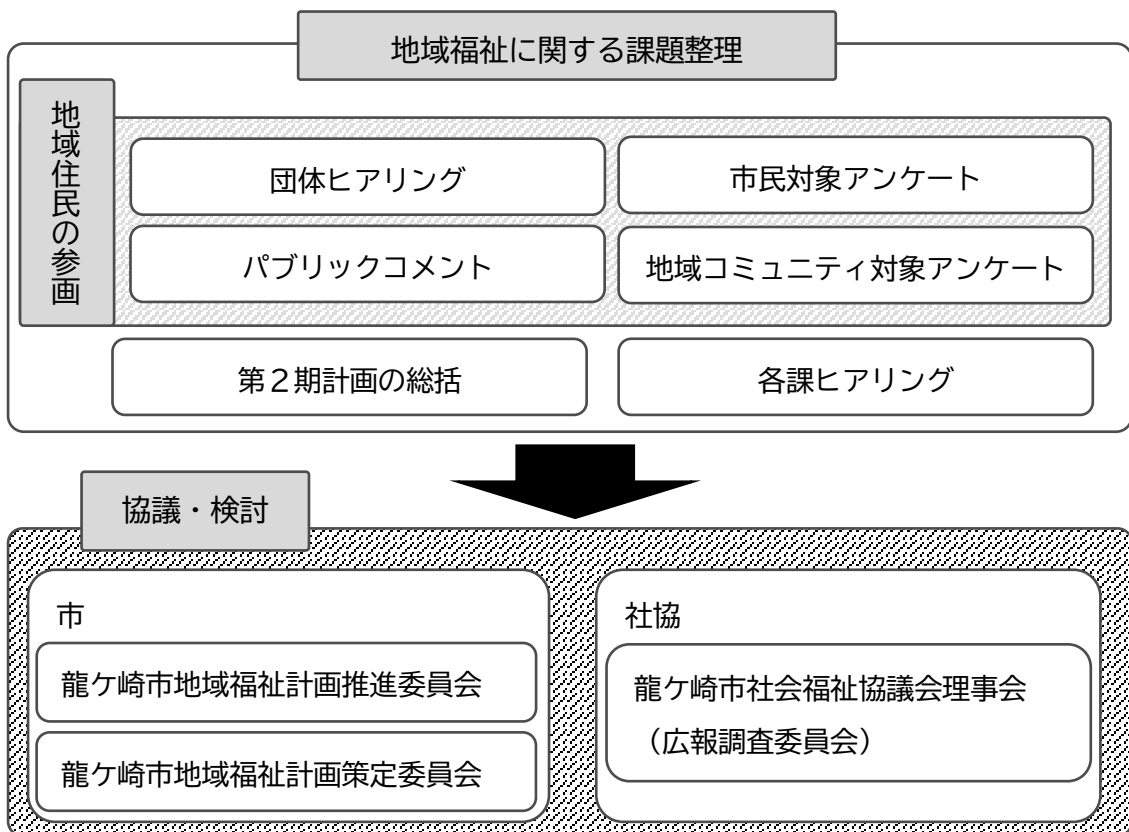 地域福祉に関する課題整理
地域住民の参画
団体ヒアリング
市民対象アンケート
パブリックコメント
地域コミュニティ対象アンケート
第２期計画の総括
各課ヒアリング
協議・検討
市
龍ケ崎市地域福祉計画推進委員会
龍ケ崎市地域福祉計画策定委員会
社協
龍ケ崎市社会福祉協議会理事会
（広報調査委員会）